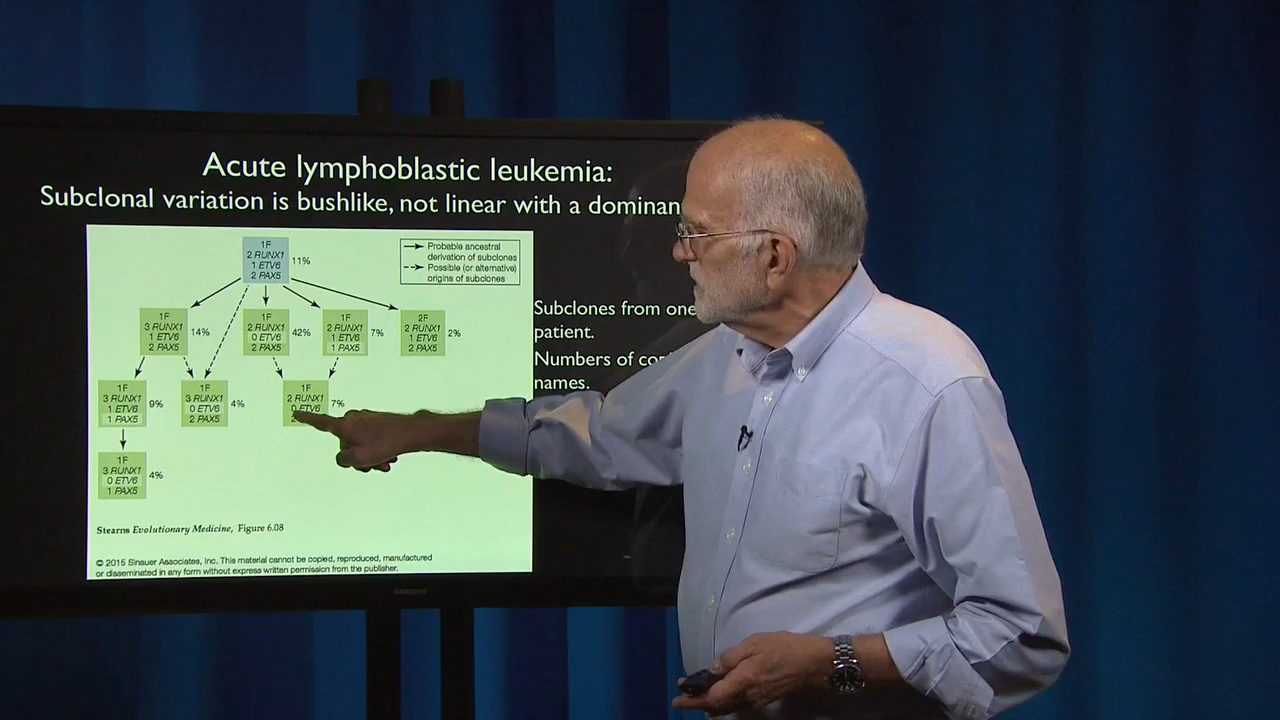 Acute lymphoblastic leukemia:
Subclonal variation is bushlike, not linear with a dominan
1F
2 RUNX1
1 ETV6
2 PAX5
11%
Probable ancestral
derivation of subclones
Possible (or alternative)
origins of subclones
1F
3 RUNX1
1 ETV6
2 PAX5
14%
1F
2 RUNX1
0 ETV6
2 PAX5
42%
1F
2 RUNX1
1 ETV6
1 PAX5
7%
2F
2 RUNX1
1 ETV6
2 PAX5
2%
Subclones from one
patient.
Numbers of
names.
1F
3 RUNX1
1 ETV6
1 PAX5
9%
1F
3 RUNX1
0 ETV6
2 PAX5
4%
1F
2 RUNX1
0 ETV6
7%
1F
3 RUNX1
0 ETV6
1 PAX5
4%
Stearns Evolutionary Medicine, Figure 6.08
© 2015 Sinauer Associates, Inc. This material cannot be copied, reproduced, manufactured
or disseminated in any form without express written permission from the publisher.
SAMSUNG